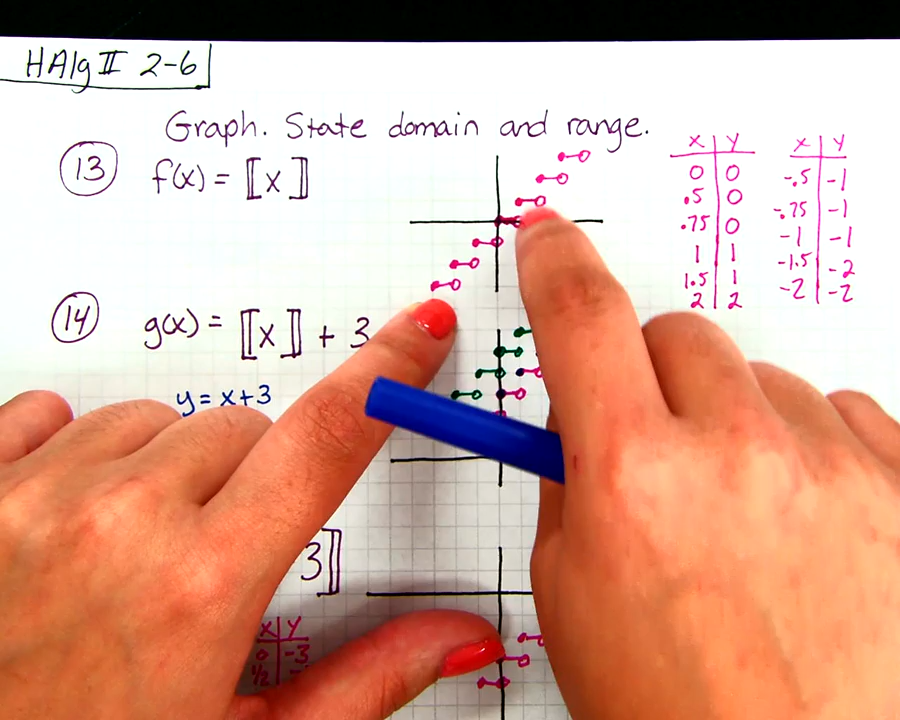 HAlg II 2-6
Graph. State domain and range.
13 f(x) = ⟦x⟧
x y
0 0
.5 0
.75 0
1 1
1.5 1
2 2
x y
-.5 -1
-.75 -1
-1 -1
-1.5 -2
-2 -2
14 g(x) = ⟦x⟧ + 3
y = x+3
3⟧
x y
0 -3
1/2